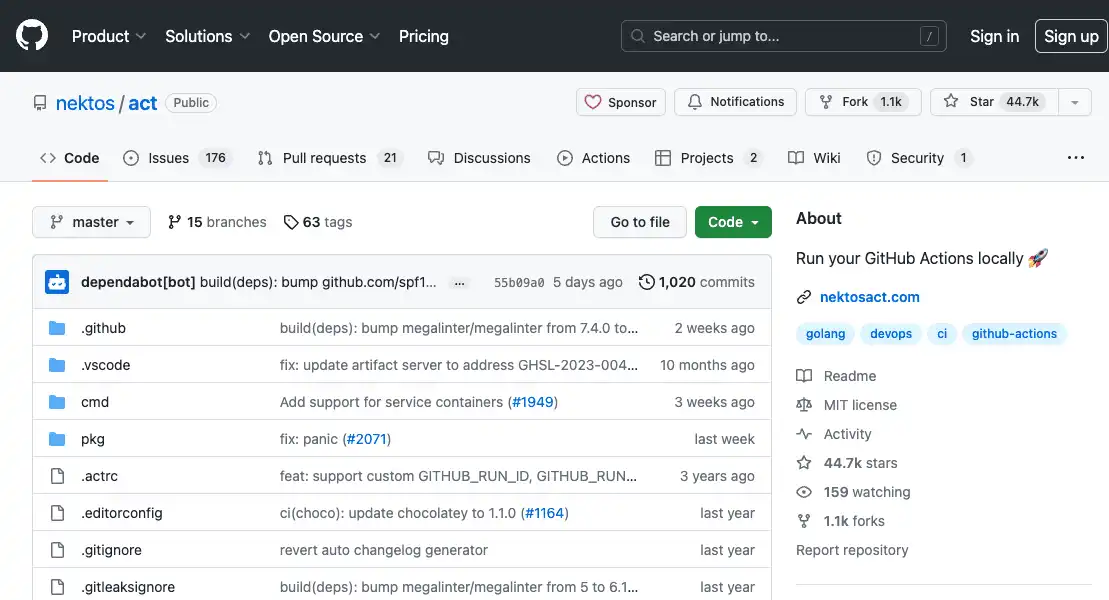 Product Solutions Open Source Pricing Search or jump to... / Sign in Sign up
nektos / act Public Sponsor Notifications Fork 1.1k Star 44.7k
Code Issues 176 Pull requests 21 Discussions Actions Projects 2 Wiki Security 1 ...
master 15 branches 63 tags Go to file Code
dependabot[bot] build(deps): bump github.com/spf1... ... 55b09a0 5 days ago 1,020 commits
.github build(deps): bump megalinter/megalinter from 7.4.0 to... 2 weeks ago
.vscode fix: update artifact server to address GHSL-2023-004... 10 months ago
cmd Add support for service containers (#1949) 3 weeks ago
pkg fix: panic (#2071) last week
.actrc feat: support custom GITHUB_RUN_ID, GITHUB_RUN... 3 years ago
.editorconfig ci(choco): update chocolatey to 1.1.0 (#1164) last year
.gitignore revert auto changelog generator last year
.gitleaksignore build(deps): bump megalinter/megalinter from 5 to 6.1... last year
About
Run your GitHub Actions locally 🚀
nektosact.com
golang devops ci github-actions
Readme
MIT license
Activity
44.7k stars
159 watching
1.1k forks
Report repository